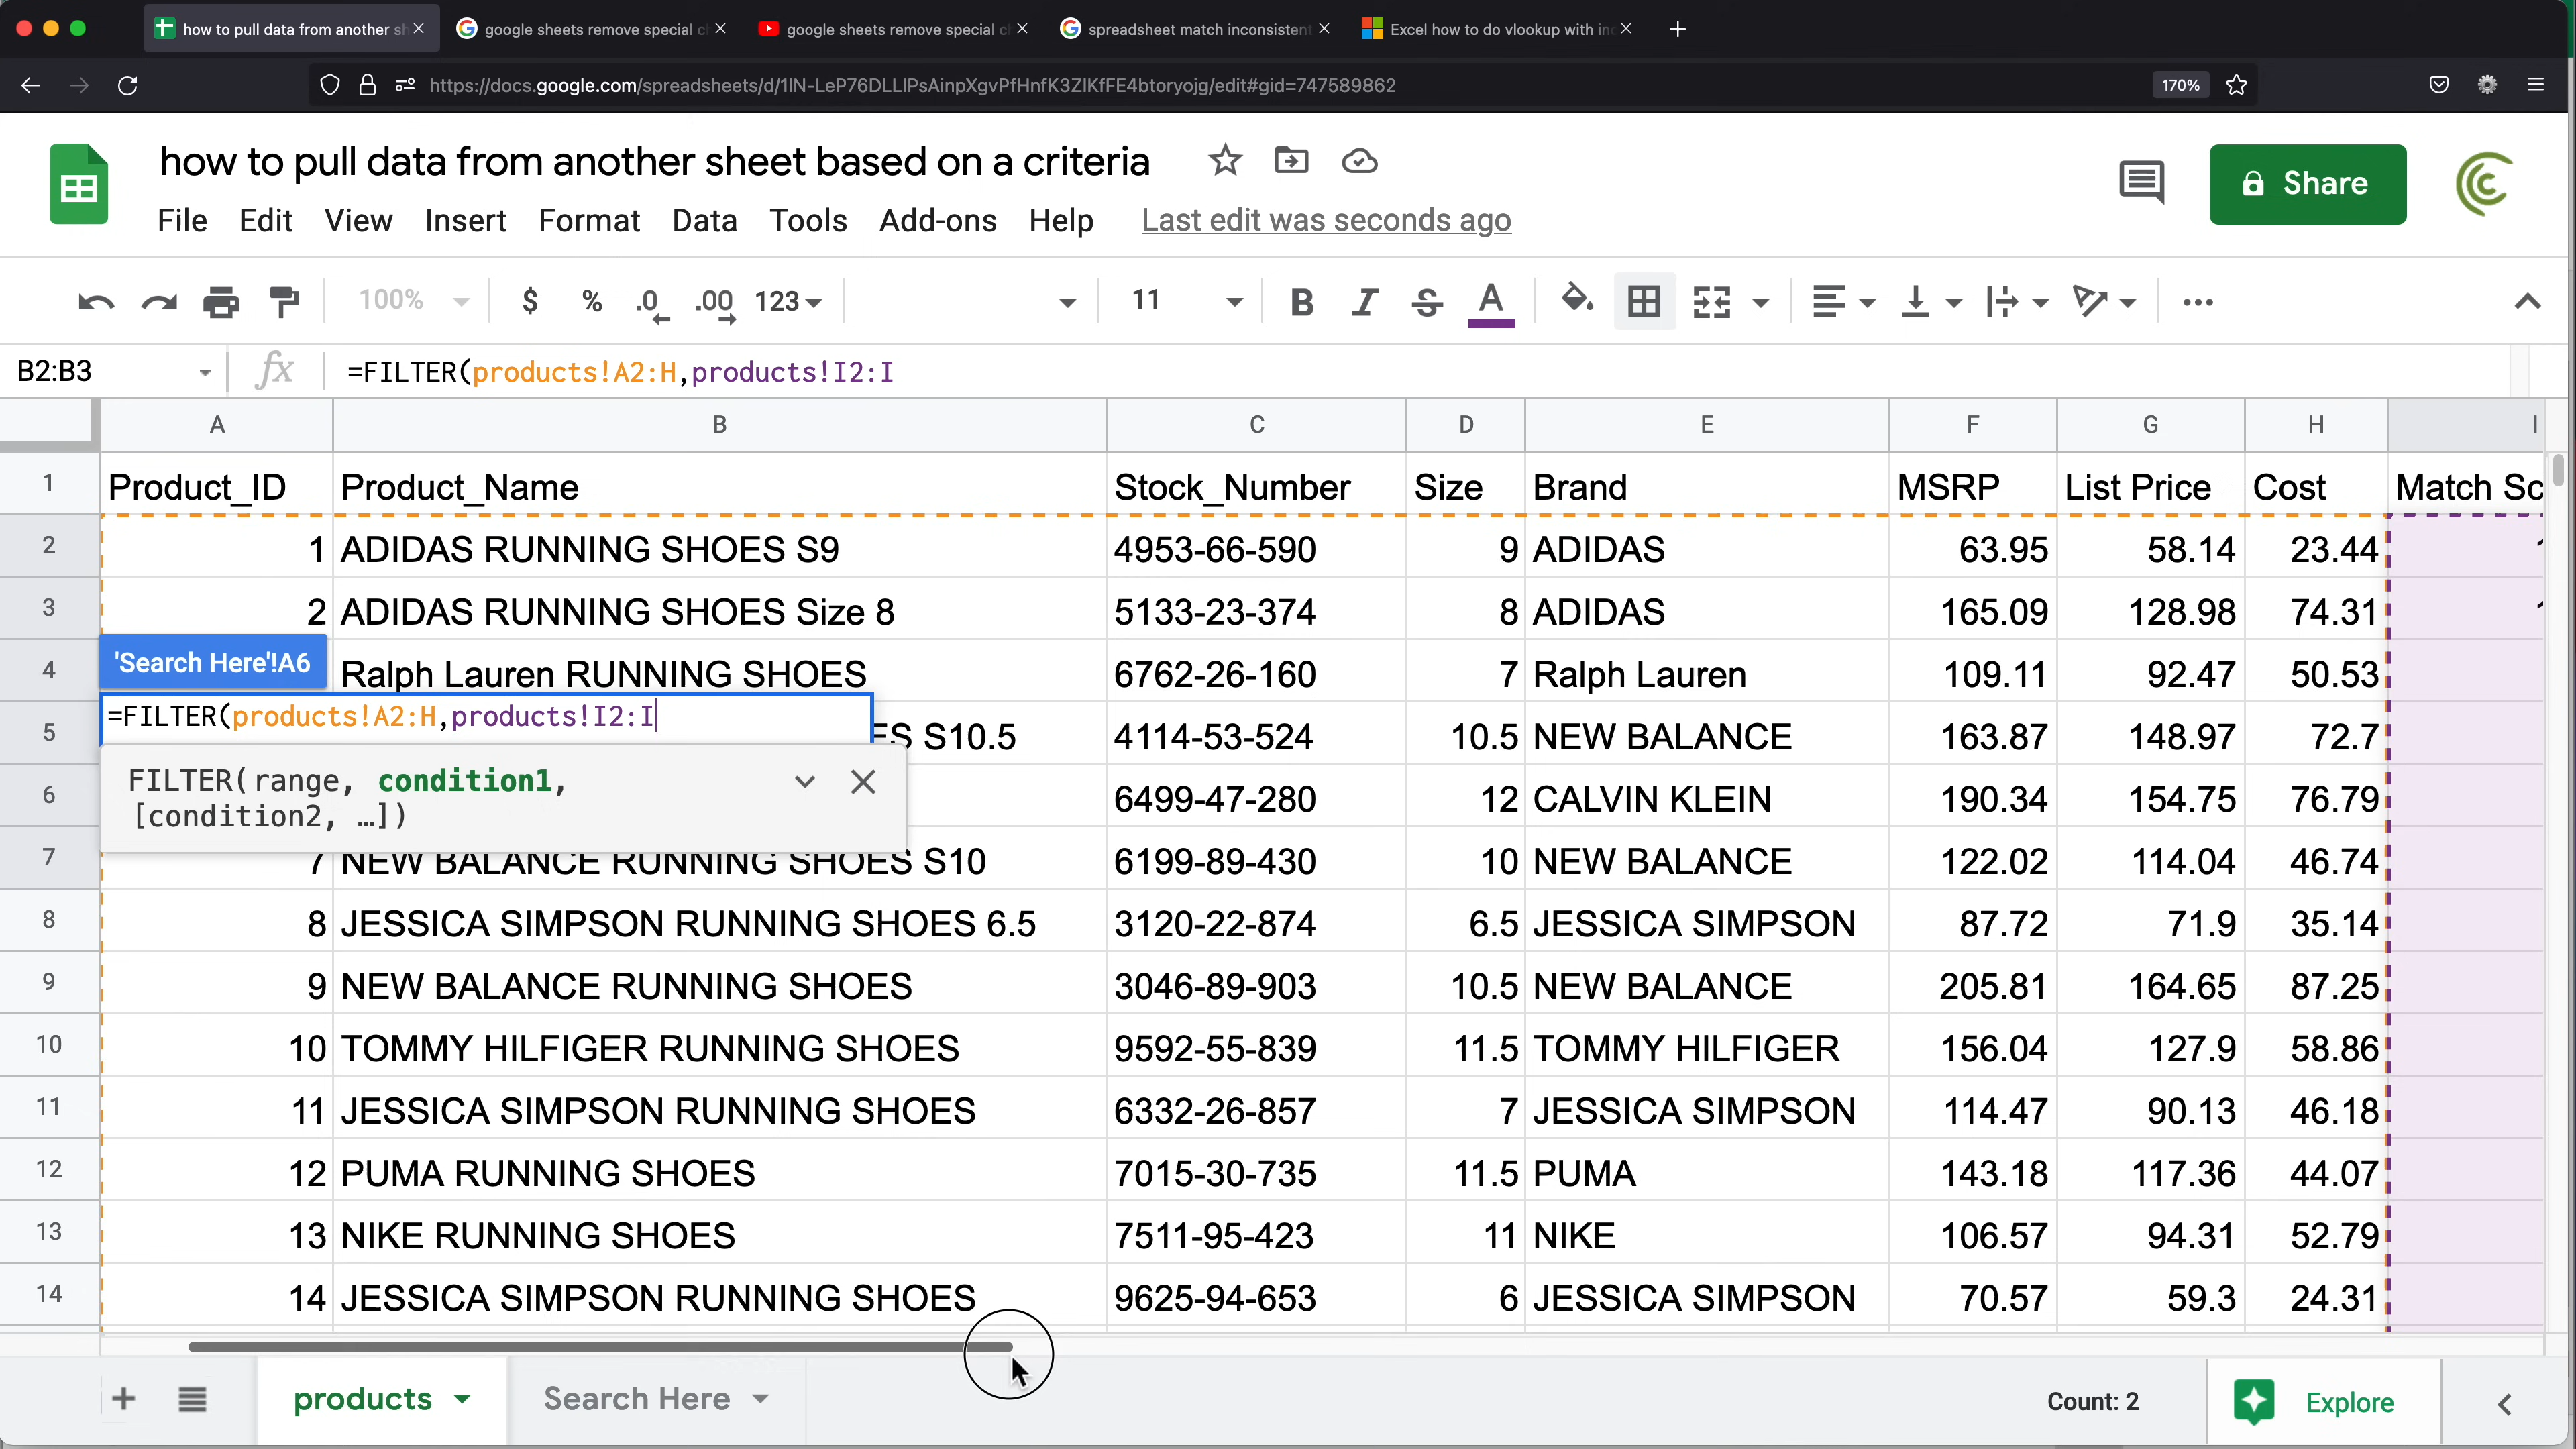 how to pull data from another sh
google sheets remove special c
google sheets remove special c
spreadsheet match inconsistent
Excel how to do vlookup with in
https://docs.google.com/spreadsheets/d/1lN-LeP76DLLIPsAinpXgvPfHnfK3ZlKfFE4btoryojg/edit#gid=747589862
170%
how to pull data from another sheet based on a criteria
Share
File Edit View Insert Format Data Tools Add-ons Help Last edit was seconds ago
100% $ % .0 .00 123 11 B I S A
B2:B3 fx =FILTER(products!A2:H,products!I2:I
A B C D E F G H I
1 Product_ID Product_Name Stock_Number Size Brand MSRP List Price Cost Match Sc
2 1 ADIDAS RUNNING SHOES S9 4953-66-590 9 ADIDAS 63.95 58.14 23.44
3 2 ADIDAS RUNNING SHOES Size 8 5133-23-374 8 ADIDAS 165.09 128.98 74.31
4 'Search Here'!A6 Ralph Lauren RUNNING SHOES 6762-26-160 7 Ralph Lauren 109.11 92.47 50.53
5 =FILTER(products!A2:H,products!I2:I ES S10.5 4114-53-524 10.5 NEW BALANCE 163.87 148.97 72.7
FILTER(range, condition1,
[condition2, …])
6 6499-47-280 12 CALVIN KLEIN 190.34 154.75 76.79
7 7 NEW BALANCE RUNNING SHOES S10 6199-89-430 10 NEW BALANCE 122.02 114.04 46.74
8 8 JESSICA SIMPSON RUNNING SHOES 6.5 3120-22-874 6.5 JESSICA SIMPSON 87.72 71.9 35.14
9 9 NEW BALANCE RUNNING SHOES 3046-89-903 10.5 NEW BALANCE 205.81 164.65 87.25
10 10 TOMMY HILFIGER RUNNING SHOES 9592-55-839 11.5 TOMMY HILFIGER 156.04 127.9 58.86
11 11 JESSICA SIMPSON RUNNING SHOES 6332-26-857 7 JESSICA SIMPSON 114.47 90.13 46.18
12 12 PUMA RUNNING SHOES 7015-30-735 11.5 PUMA 143.18 117.36 44.07
13 13 NIKE RUNNING SHOES 7511-95-423 11 NIKE 106.57 94.31 52.79
14 14 JESSICA SIMPSON RUNNING SHOES 9625-94-653 6 JESSICA SIMPSON 70.57 59.3 24.31
products Search Here Count: 2 Explore